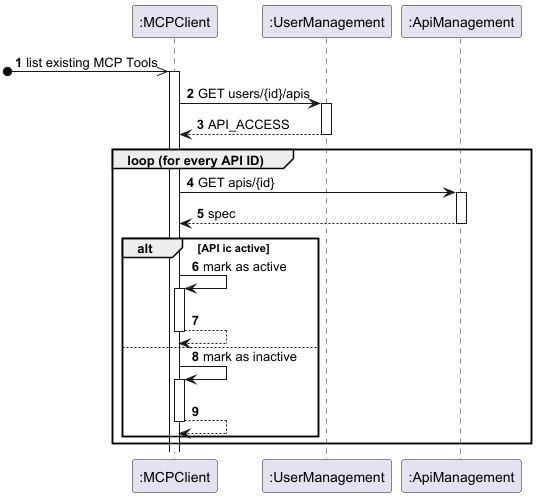 :MCPClient
:UserManagement
:ApiManagement
1 list existing MCP Tools
2 GET users/{id}/apis
3 API_ACCESS
loop (for every API ID)
4 GET apis/{id}
5 spec
alt
[API ic active]
6 mark as active
7
8 mark as inactive
9
:MCPClient
:UserManagement
:ApiManagement